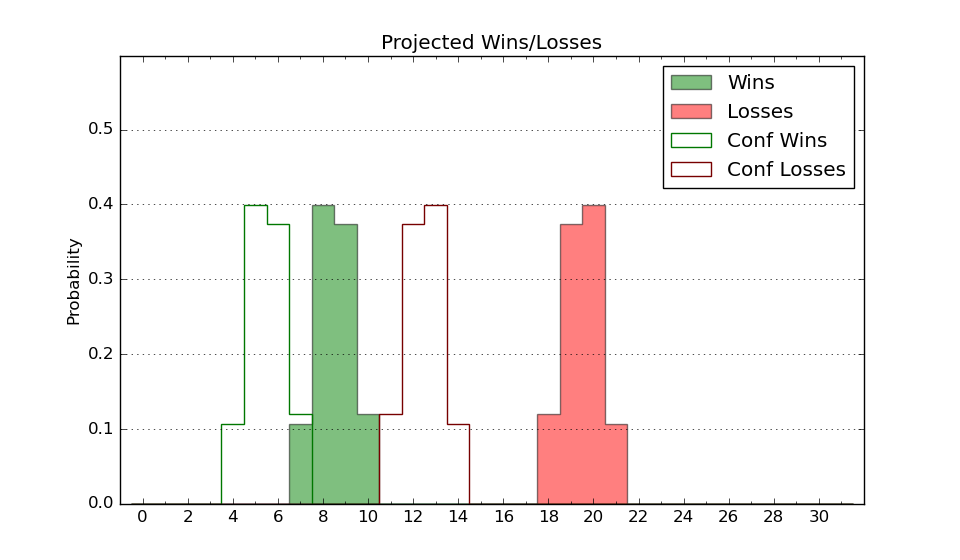 Projected Wins/Losses
Wins
Losses
Conf Wins
Conf Losses
Probability
0.5
0.4
0.3
0.2
0.1
0.0
0 2 4 6 8 10 12 14 16 18 20 22 24 26 28 30